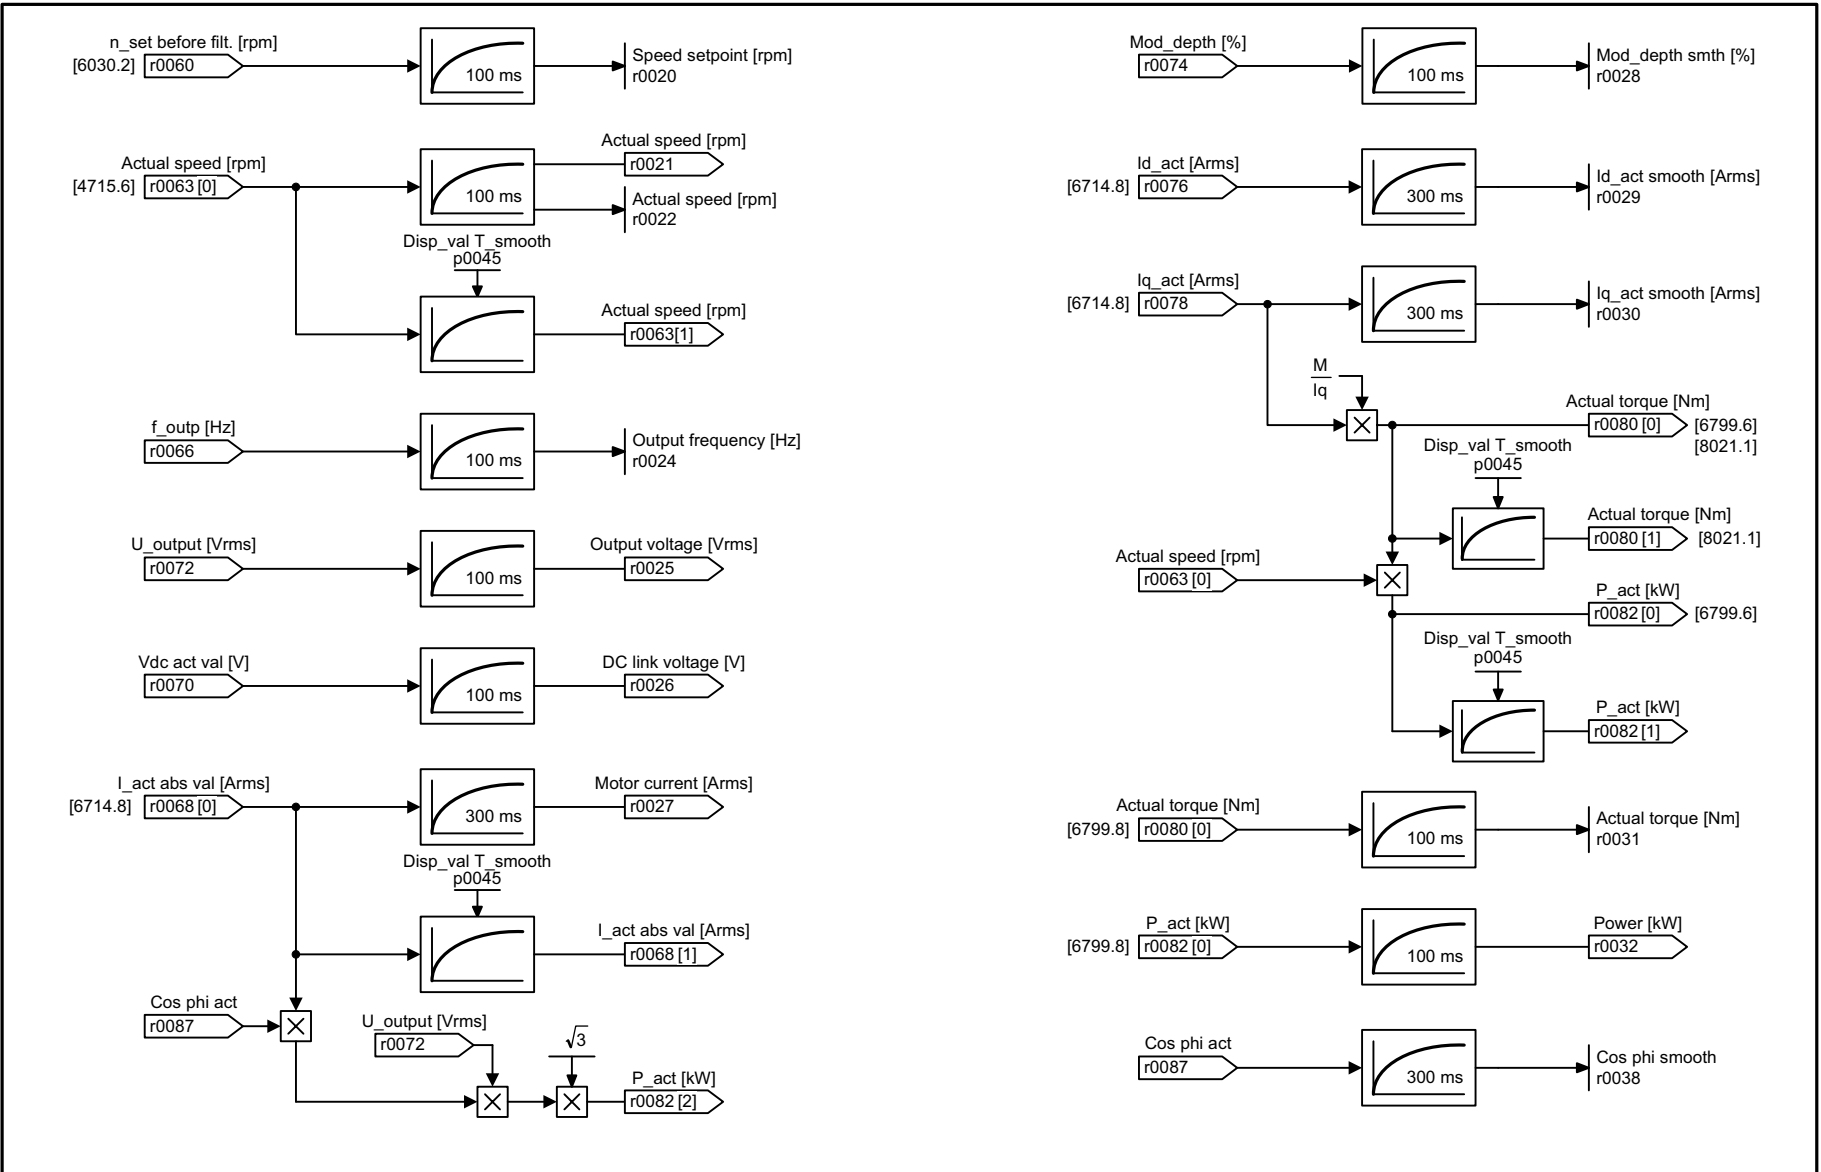 n_set before filt. [rpm]
[6030.2] r0060
100 ms
Speed setpoint [rpm]
r0020
Actual speed [rpm]
[4715.6] r0063 [0]
100 ms
Actual speed [rpm]
r0021
Actual speed [rpm]
r0022
Disp_val T_smooth
p0045
Actual speed [rpm]
r0063[1]
f_outp [Hz]
r0066
100 ms
Output frequency [Hz]
r0024
U_output [Vrms]
r0072
100 ms
Output voltage [Vrms]
r0025
Vdc act val [V]
r0070
100 ms
DC link voltage [V]
r0026
I_act abs val [Arms]
[6714.8] r0068 [0]
300 ms
Motor current [Arms]
r0027
Disp_val T_smooth
p0045
I_act abs val [Arms]
r0068 [1]
Cos phi act
r0087
U_output [Vrms]
r0072
√3
P_act [kW]
r0082 [2]
Mod_depth [%]
r0074
100 ms
Mod_depth smth [%]
r0028
Id_act [Arms]
[6714.8] r0076
300 ms
Id_act smooth [Arms]
r0029
Iq_act [Arms]
[6714.8] r0078
300 ms
Iq_act smooth [Arms]
r0030
M
Iq
Actual torque [Nm]
r0080 [0] [6799.6]
[8021.1]
Disp_val T_smooth
p0045
Actual torque [Nm]
r0080 [1] [8021.1]
Actual speed [rpm]
r0063 [0]
P_act [kW]
r0082 [0] [6799.6]
Disp_val T_smooth
p0045
P_act [kW]
r0082 [1]
Actual torque [Nm]
[6799.8] r0080 [0]
100 ms
Actual torque [Nm]
r0031
P_act [kW]
[6799.8] r0082 [0]
100 ms
Power [kW]
r0032
Cos phi act
r0087
300 ms
Cos phi smooth
r0038